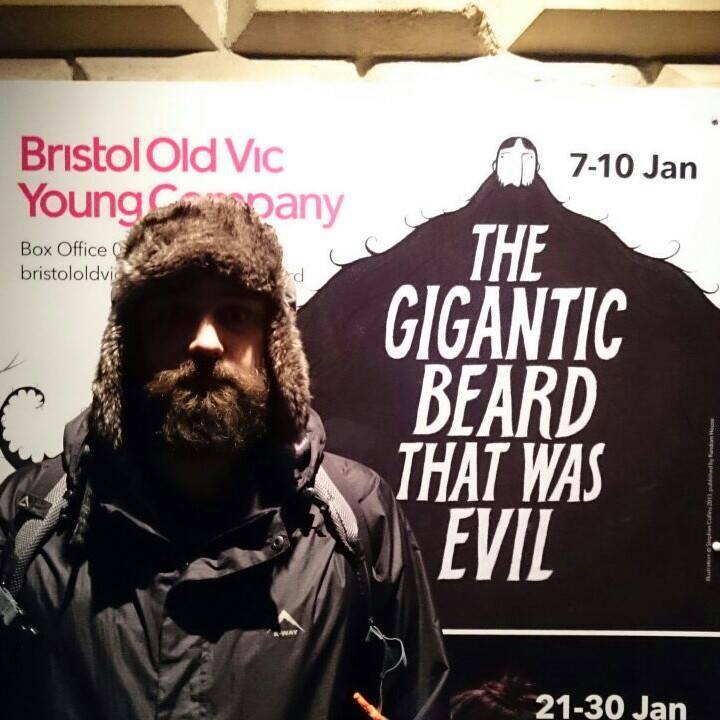 Bristol Old Vic
Young Company
Box Office
bristololdvic
7-10 Jan
THE
GIGANTIC
BEARD
THAT WAS
EVIL
K-WAY
21-30 Jan